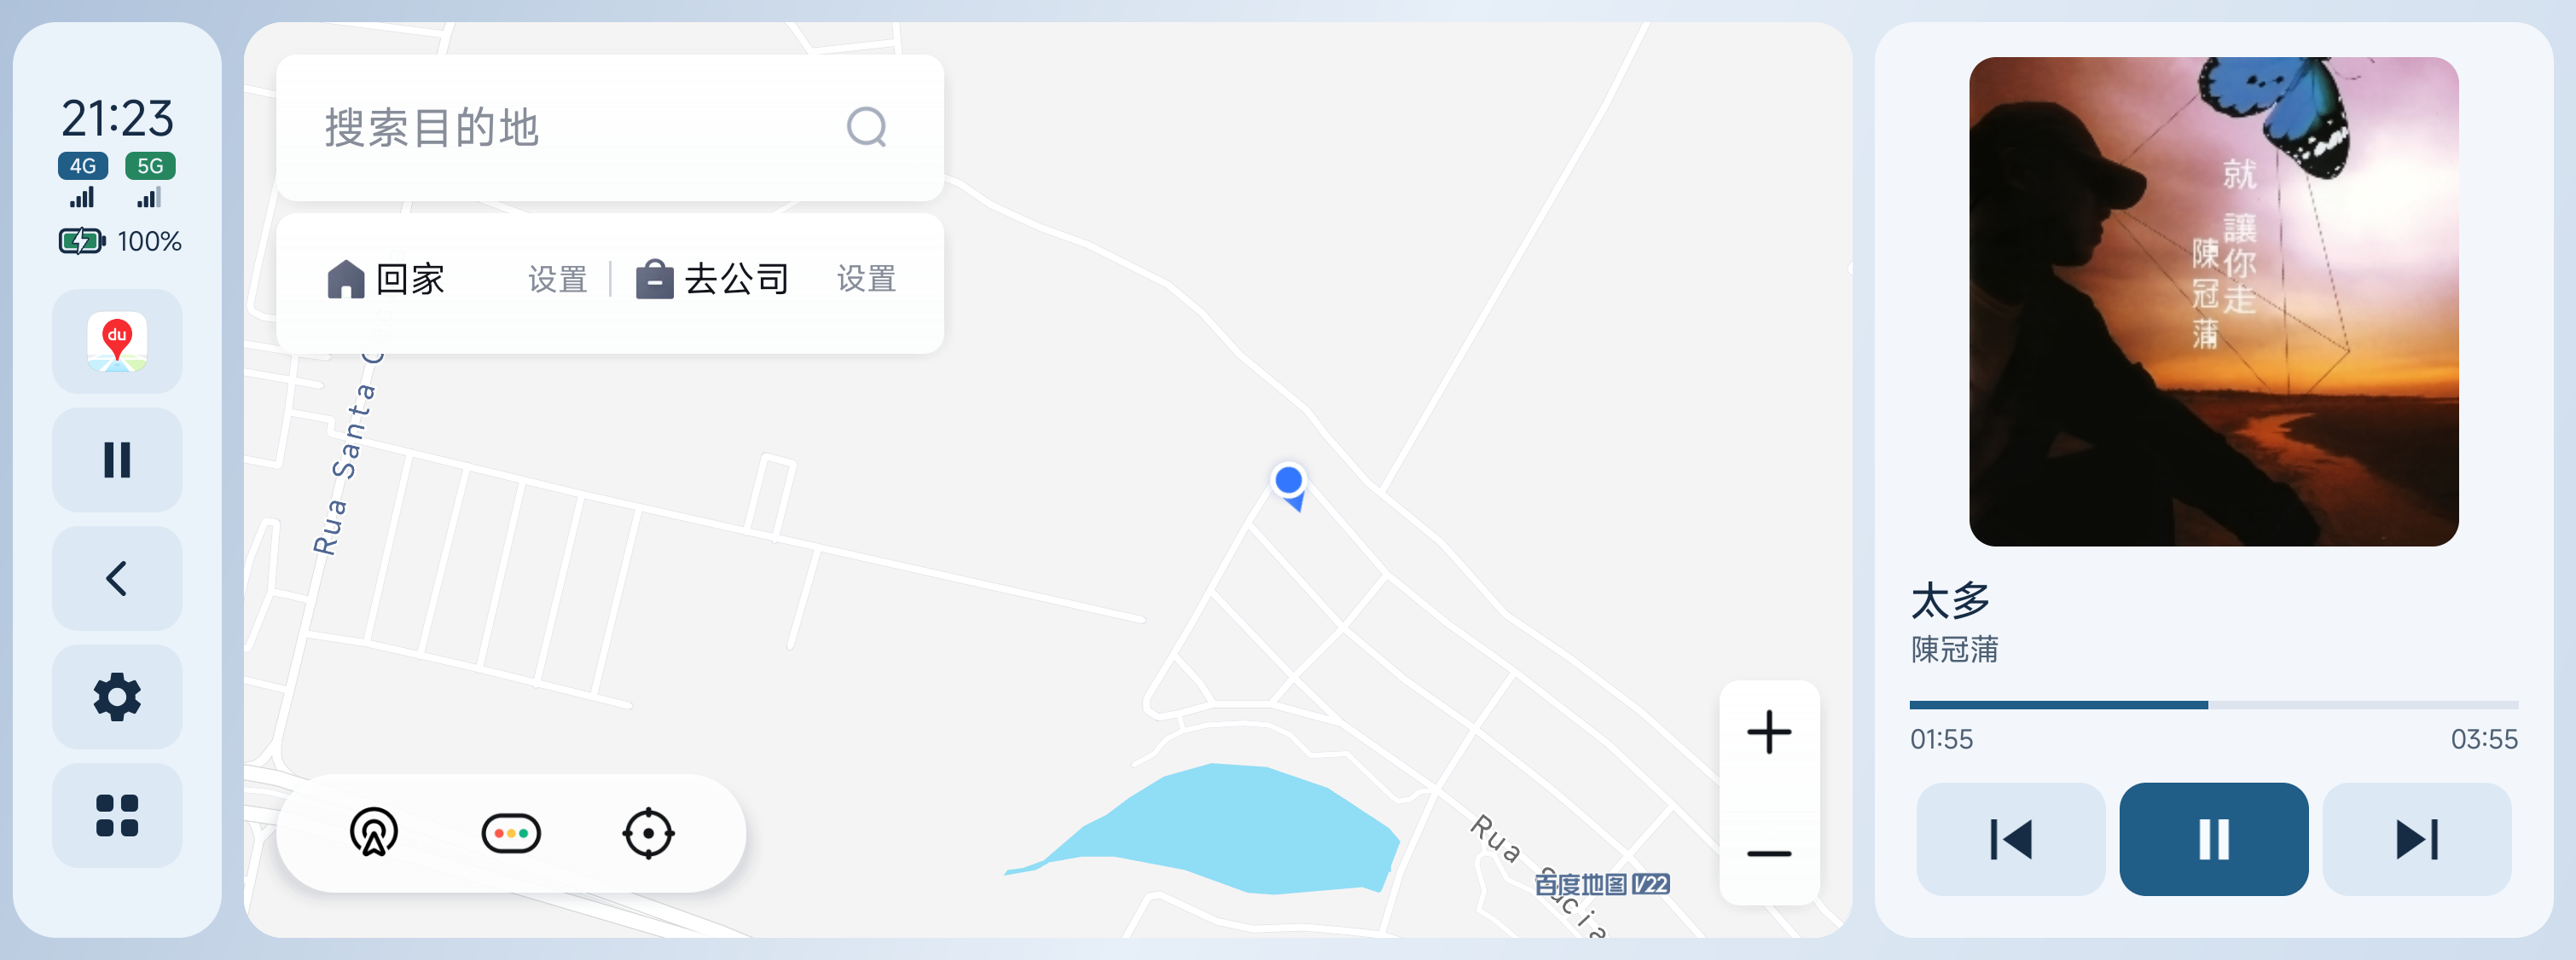 21:23
4G 5G
100%
du
搜索目的地
回家 设置 去公司 设置
Rua Santa
Rua
百度地图 V22
就讓你走
陳冠蒲
太多
陳冠蒲
01:55 03:55